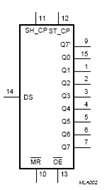 11 12
SH_CP ST_CP
Q7' 9
Q0 15
Q1 1
Q2 2
14 DS Q3 3
Q4 4
Q5 5
Q6 6
Q7 7
MR OE
10 13
MLA002